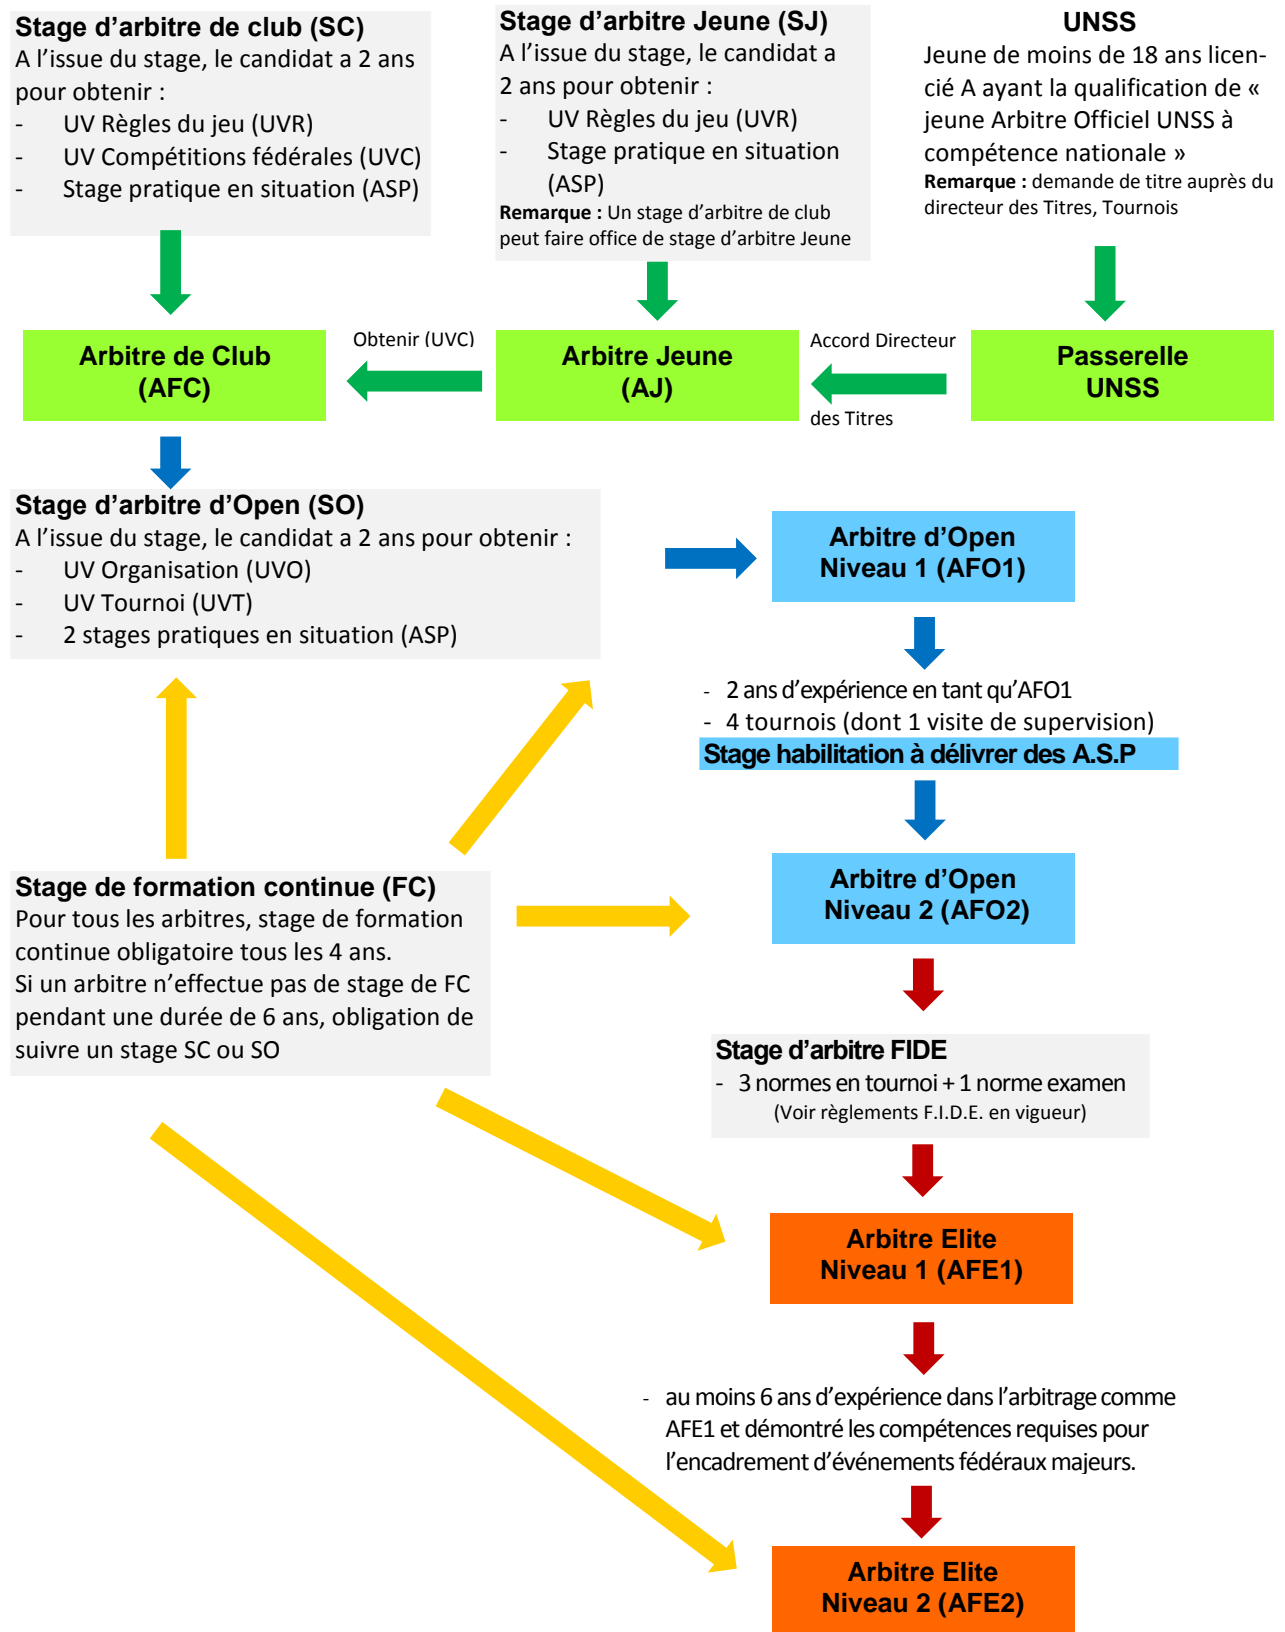 Stage d’arbitre de club (SC)
A l’issue du stage, le candidat a 2 ans
pour obtenir :
- UV Règles du jeu (UVR)
- UV Compétitions fédérales (UVC)
- Stage pratique en situation (ASP)
Stage d’arbitre Jeune (SJ)
A l’issue du stage, le candidat a
2 ans pour obtenir :
- UV Règles du jeu (UVR)
- Stage pratique en situation
(ASP)
Remarque : Un stage d’arbitre de club
peut faire office de stage d’arbitre Jeune
UNSS
Jeune de moins de 18 ans licen-
cié A ayant la qualification de «
jeune Arbitre Officiel UNSS à
compétence nationale »
Remarque : demande de titre auprès du
directeur des Titres, Tournois
Arbitre de Club
(AFC)
Obtenir (UVC)
Arbitre Jeune
(AJ)
Accord Directeur
des Titres
Passerelle
UNSS
Stage d’arbitre d’Open (SO)
A l’issue du stage, le candidat a 2 ans pour obtenir :
- UV Organisation (UVO)
- UV Tournoi (UVT)
- 2 stages pratiques en situation (ASP)
Arbitre d’Open
Niveau 1 (AFO1)
- 2 ans d’expérience en tant qu’AFO1
- 4 tournois (dont 1 visite de supervision)
Stage habilitation à délivrer des A.S.P
Stage de formation continue (FC)
Pour tous les arbitres, stage de formation
continue obligatoire tous les 4 ans.
Si un arbitre n’effectue pas de stage de FC
pendant une durée de 6 ans, obligation de
suivre un stage SC ou SO
Arbitre d’Open
Niveau 2 (AFO2)
Stage d’arbitre FIDE
- 3 normes en tournoi + 1 norme examen
(Voir règlements F.I.D.E. en vigueur)
Arbitre Elite
Niveau 1 (AFE1)
- au moins 6 ans d’expérience dans l’arbitrage comme
AFE1 et démontré les compétences requises pour
l’encadrement d’événements fédéraux majeurs.
Arbitre Elite
Niveau 2 (AFE2)